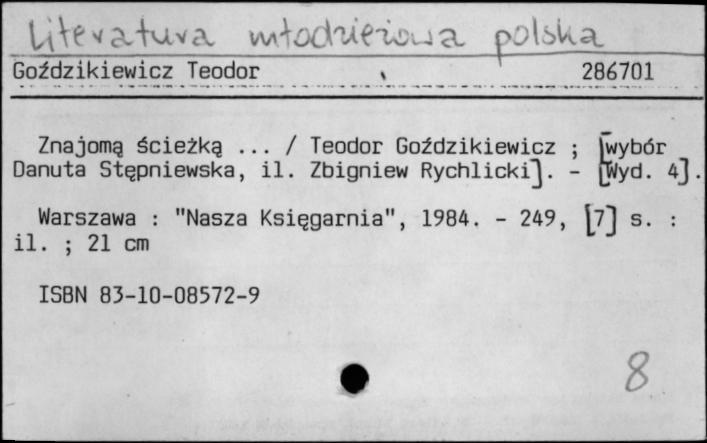 Literatura młodzieżowa polska
Goździkiewicz Teodor 286701
Znajomą ścieżką ... / Teodor Goździkiewicz ; [wybór
Danuta Stępniewska, il. Zbigniew Rychlicki]. - [Wyd. 4].
Warszawa : "Nasza Księgarnia", 1984. - 249, [7] s. :
il. ; 21 cm
ISBN 83-10-08572-9
8